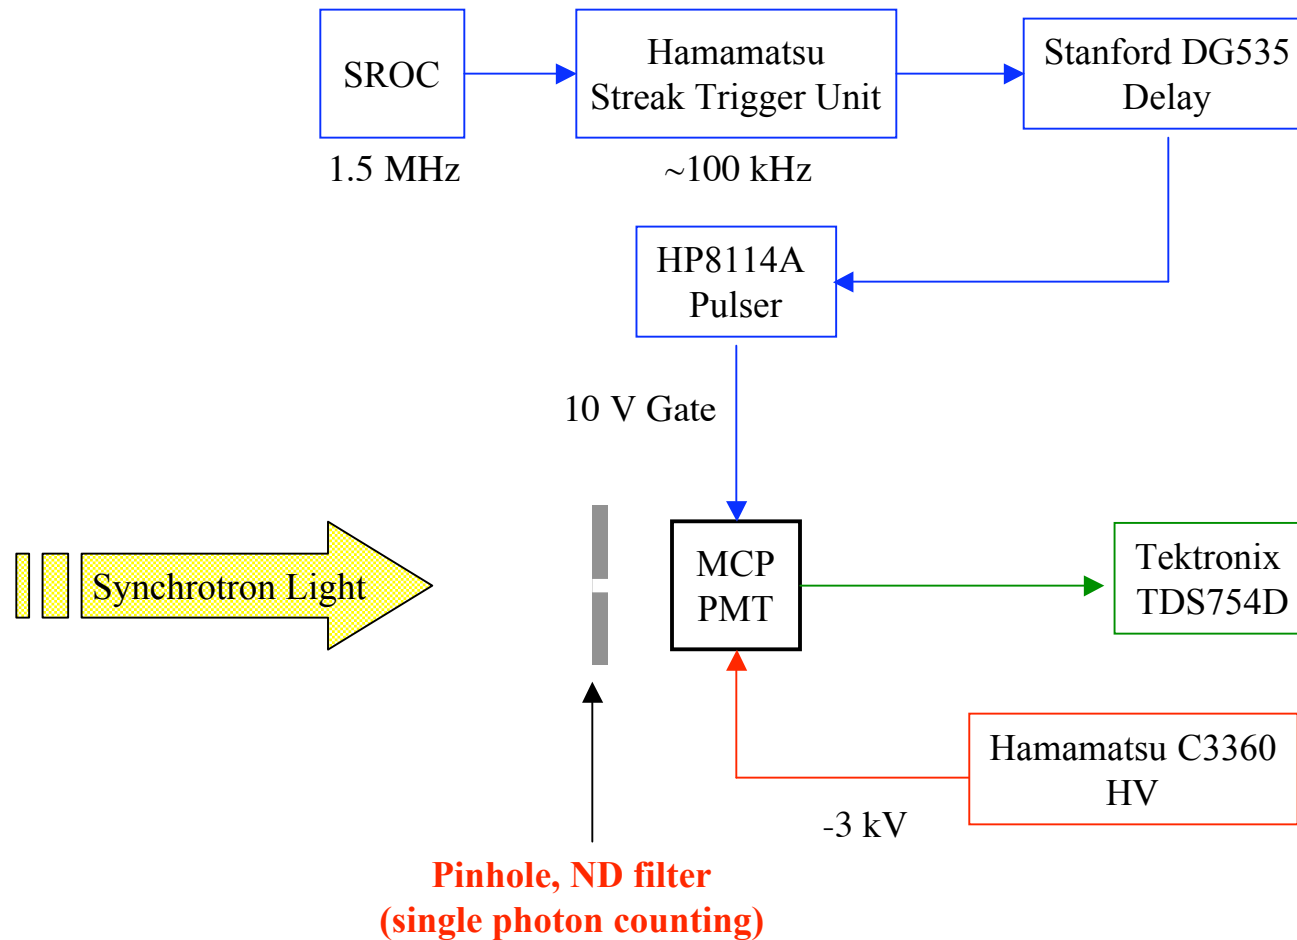 SROC
Hamamatsu
Streak Trigger Unit
Stanford DG535
Delay
1.5 MHz
~100 kHz
HP8114A
Pulser
10 V Gate
Synchrotron Light
MCP
PMT
Tektronix
TDS754D
Hamamatsu C3360
HV
-3 kV
Pinhole, ND filter
(single photon counting)